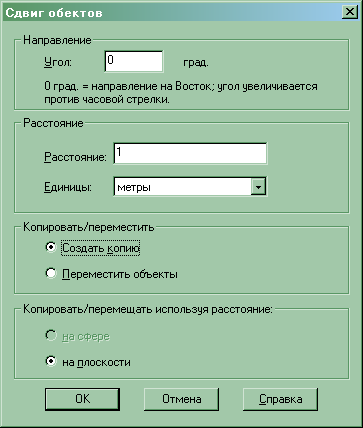 Сдвиг обектов
Направление
Угол: 0 град.
0 град. = направление на Восток; угол увеличивается
против часовой стрелки.
Расстояние
Расстояние: 1
Единицы: метры
Копировать/переместить
Создать копию
Переместить объекты
Копировать/перемещать используя расстояние:
на сфере
на плоскости
OK Отмена Справка